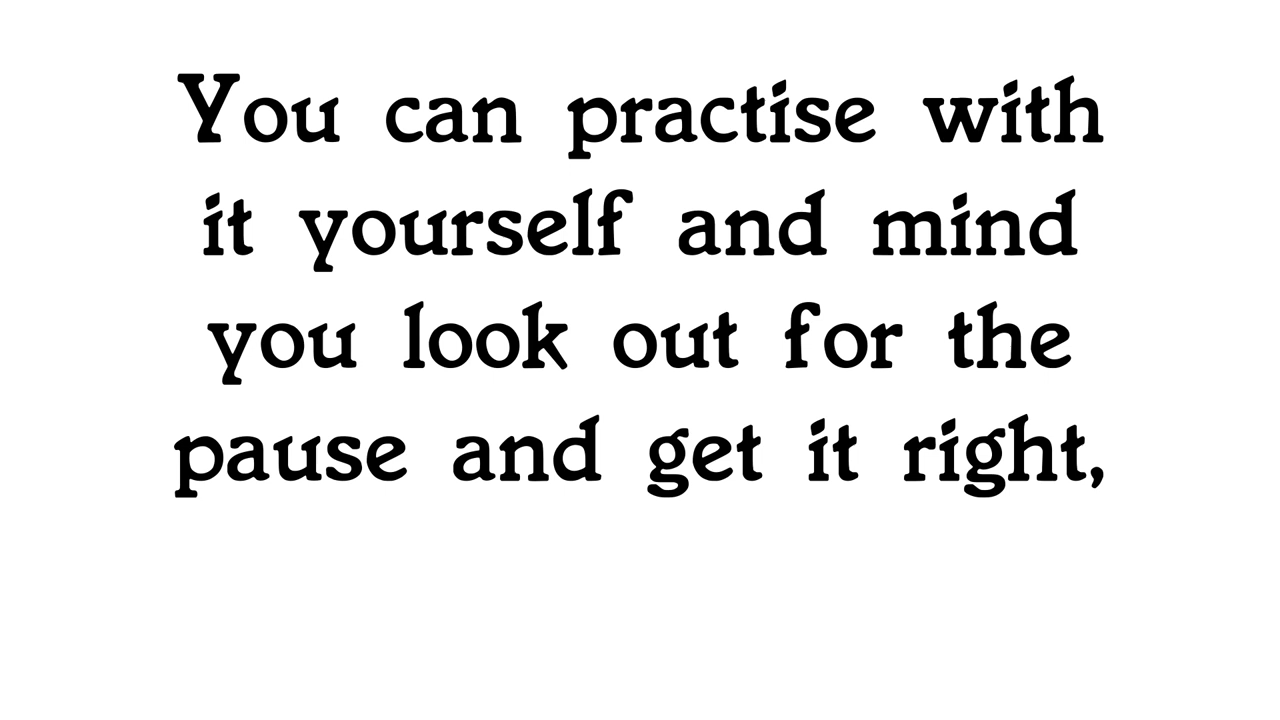 You can practise with
it yourself and mind
you look out for the
pause and get it right,